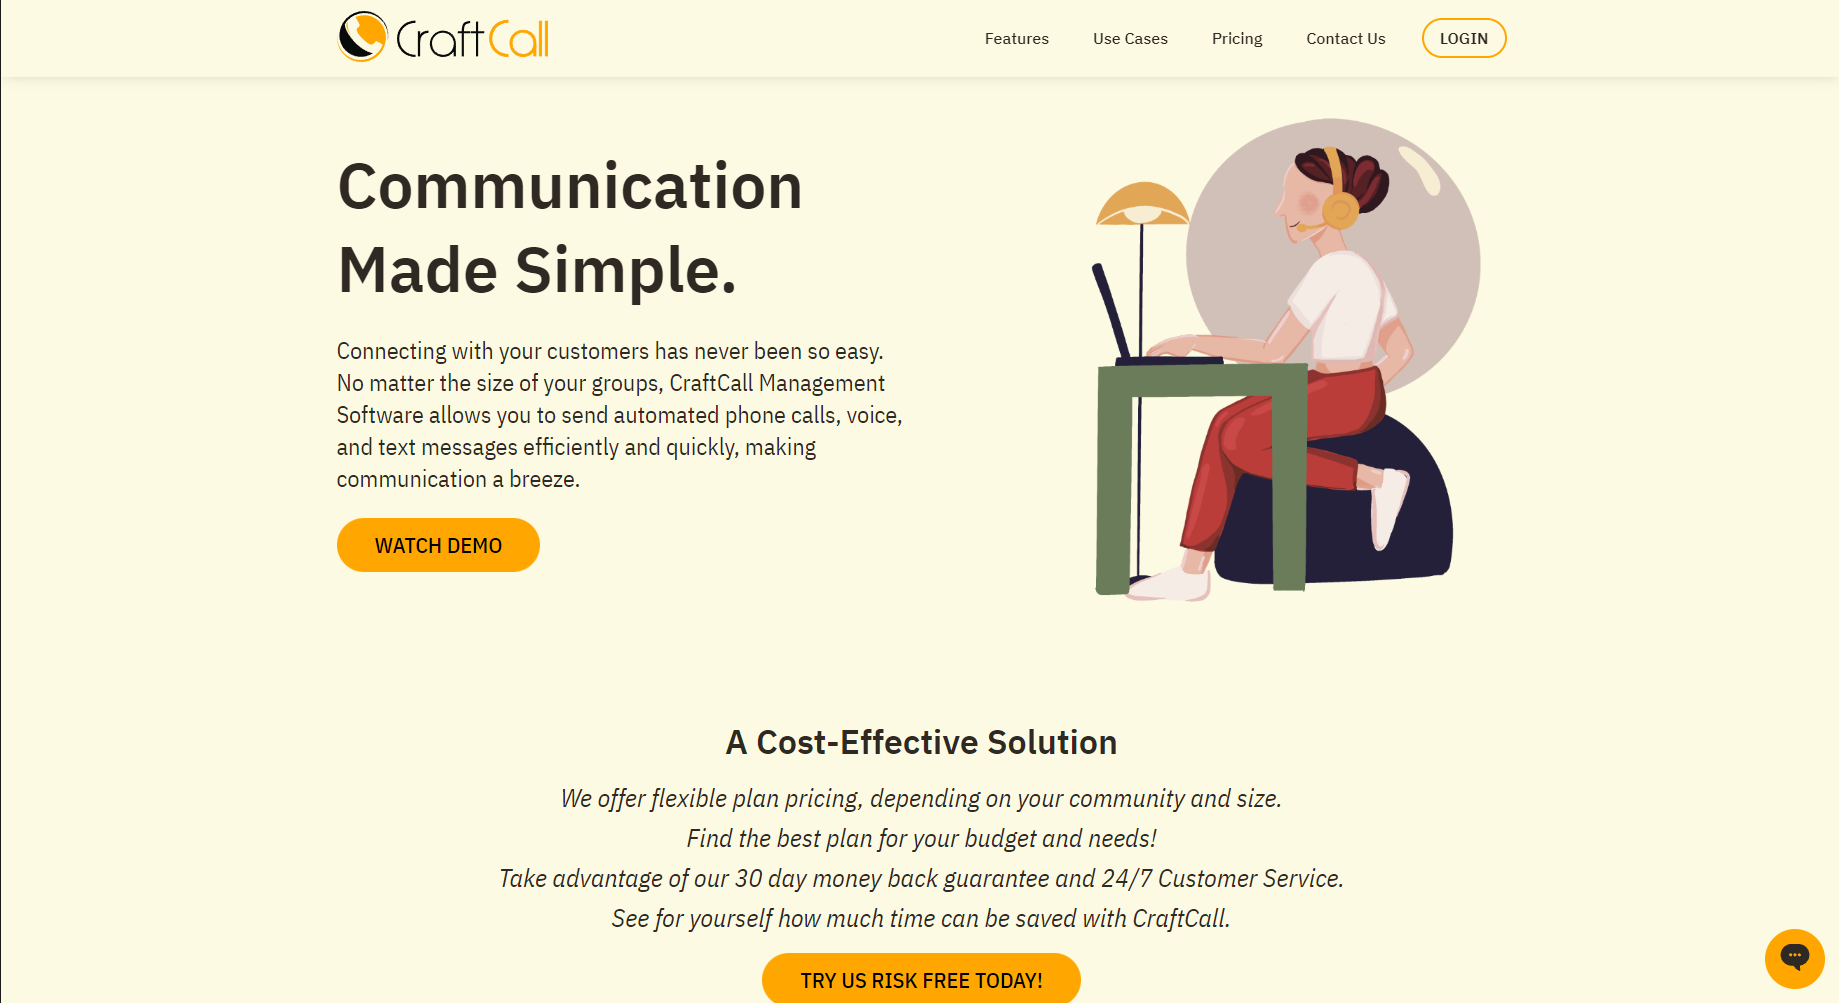 CraftCall
Features
Use Cases
Pricing
Contact Us
LOGIN
Communication
Made Simple.
Connecting with your customers has never been so easy.
No matter the size of your groups, CraftCall Management
Software allows you to send automated phone calls, voice,
and text messages efficiently and quickly, making
communication a breeze.
WATCH DEMO
A Cost-Effective Solution
We offer flexible plan pricing, depending on your community and size.
Find the best plan for your budget and needs!
Take advantage of our 30 day money back guarantee and 24/7 Customer Service.
See for yourself how much time can be saved with CraftCall.
TRY US RISK FREE TODAY!